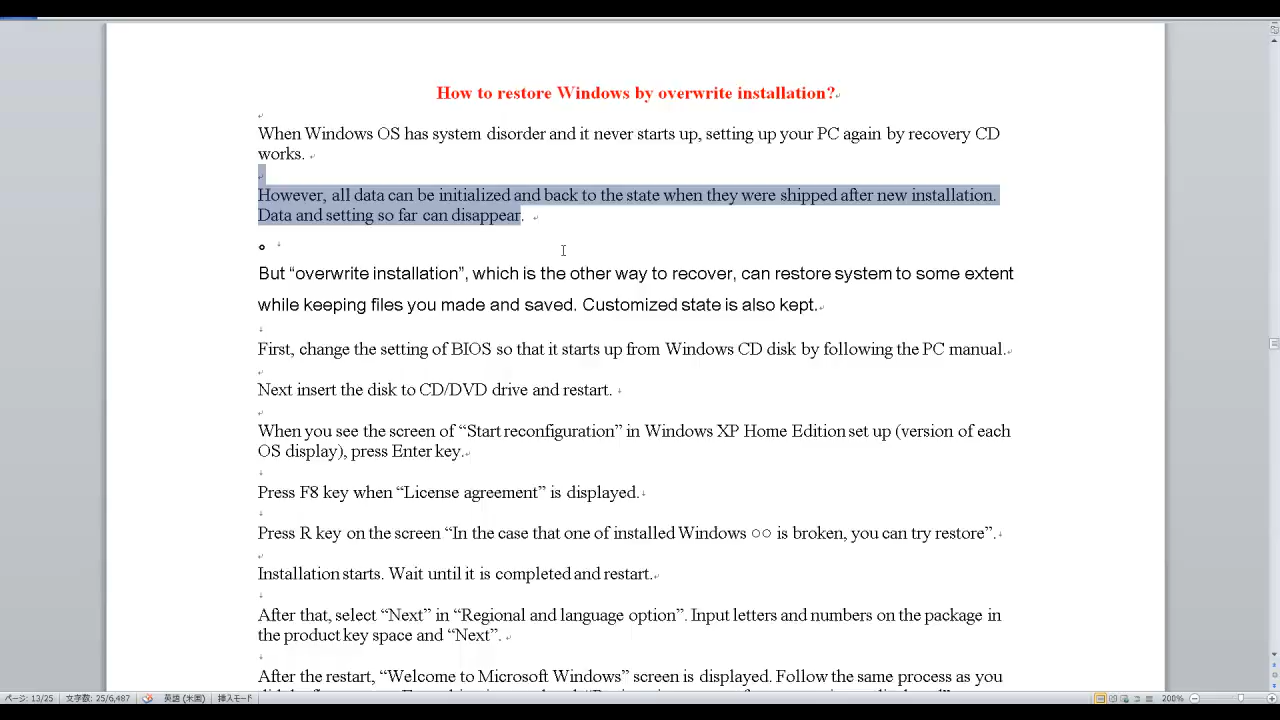 How to restore Windows by overwrite installation?
When Windows OS has system disorder and it never starts up, setting up your PC again by recovery CD
works.
However, all data can be initialized and back to the state when they were shipped after new installation.
Data and setting so far can disappear.
But “overwrite installation”, which is the other way to recover, can restore system to some extent
while keeping files you made and saved. Customized state is also kept.
First, change the setting of BIOS so that it starts up from Windows CD disk by following the PC manual.
Next insert the disk to CD/DVD drive and restart.
When you see the screen of “Start reconfiguration” in Windows XP Home Edition set up (version of each
OS display), press Enter key.
Press F8 key when “License agreement” is displayed.
Press R key on the screen “In the case that one of installed Windows ○○ is broken, you can try restore”.
Installation starts. Wait until it is completed and restart.
After that, select “Next” in “Regional and language option”. Input letters and numbers on the package in
the product key space and “Next”.
After the restart, “Welcome to Microsoft Windows” screen is displayed. Follow the same process as you
ページ: 13/25 文字数: 25/6,487 英語 (米国) 挿入モード 200%